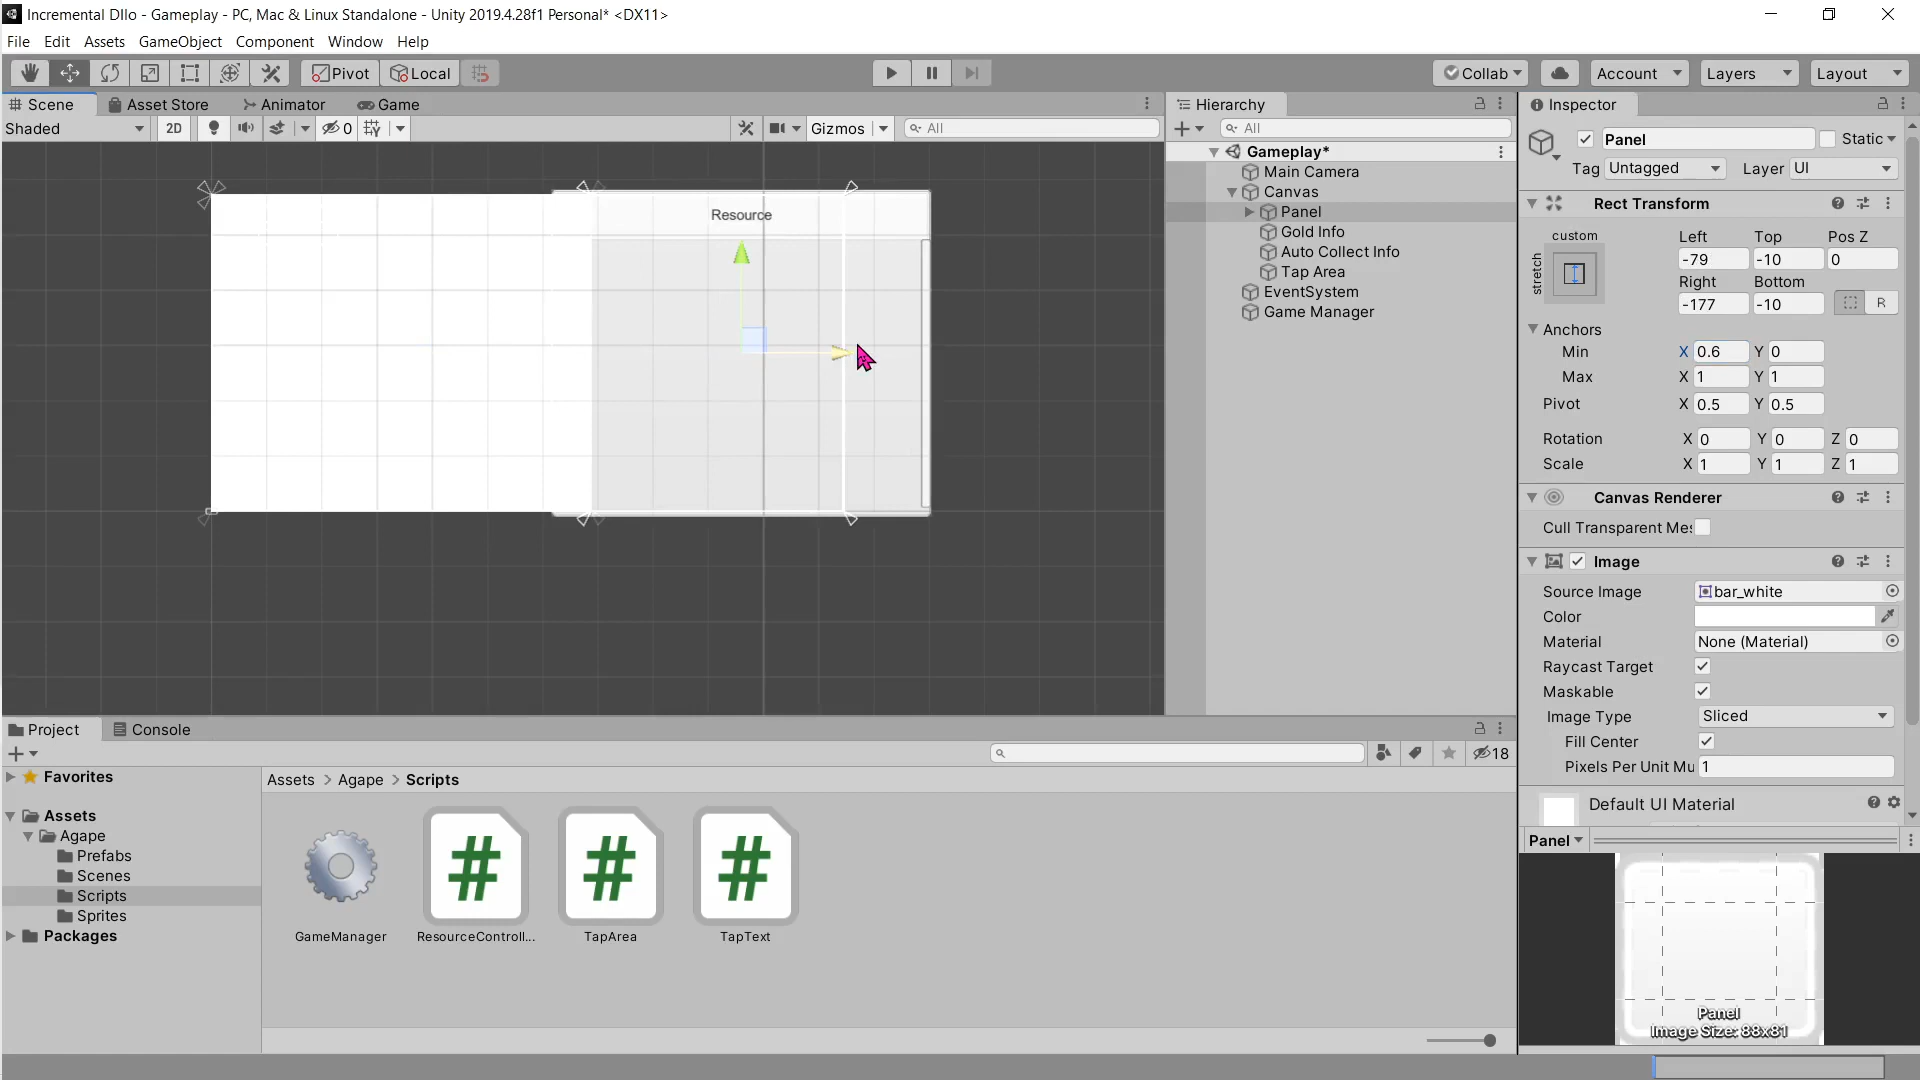 Incremental Dllo - Gameplay - PC, Mac & Linux Standalone - Unity 2019.4.28f1 Personal* <DX11>
File Edit Assets GameObject Component Window Help
Pivot Local Collab Account Layers Layout
Scene Asset Store Animator Game
Shaded 2D 0 Gizmos All
Resource
Hierarchy
All
Gameplay*
Main Camera
Canvas
Panel
Gold Info
Auto Collect Info
Tap Area
EventSystem
Game Manager
Inspector
Panel Static
Tag Untagged Layer UI
Rect Transform
custom
stretch
Left Top Pos Z
-79 -10 0
Right Bottom
-177 -10 R
Anchors
Min X 0.6 Y 0
Max X 1 Y 1
Pivot X 0.5 Y 0.5
Rotation X 0 Y 0 Z 0
Scale X 1 Y 1 Z 1
Canvas Renderer
Cull Transparent Me
Image
Source Image bar_white
Color
Material None (Material)
Raycast Target
Maskable
Image Type Sliced
Fill Center
Pixels Per Unit Mu 1
Default UI Material
Panel
Panel
Image Size: 88x81
Project Console
18
Favorites
Assets
Agape
Prefabs
Scenes
Scripts
Sprites
Packages
Assets > Agape > Scripts
GameManager
ResourceControll...
TapArea
TapText